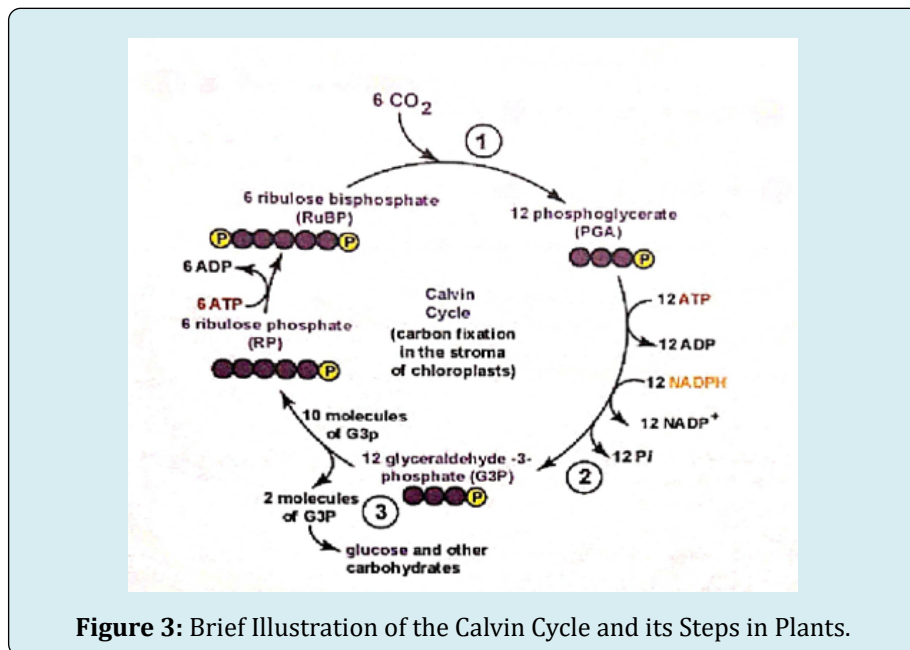 6 CO2
1
6 ribulose bisphosphate
(RuBP)
P
P
12 phosphoglycerate
(PGA)
P
6 ADP
6 ATP
6 ribulose phosphate
(RP)
P
Calvin
Cycle
(carbon fixation
in the stroma
of chloroplasts)
12 ATP
12 ADP
12 NADPH
12 NADP+
12 Pi
2
10 molecules
of G3p
12 glyceraldehyde -3-
phosphate (G3P)
P
2 molecules
of G3P
3
glucose and other
carbohydrates
Figure 3: Brief Illustration of the Calvin Cycle and its Steps in Plants.